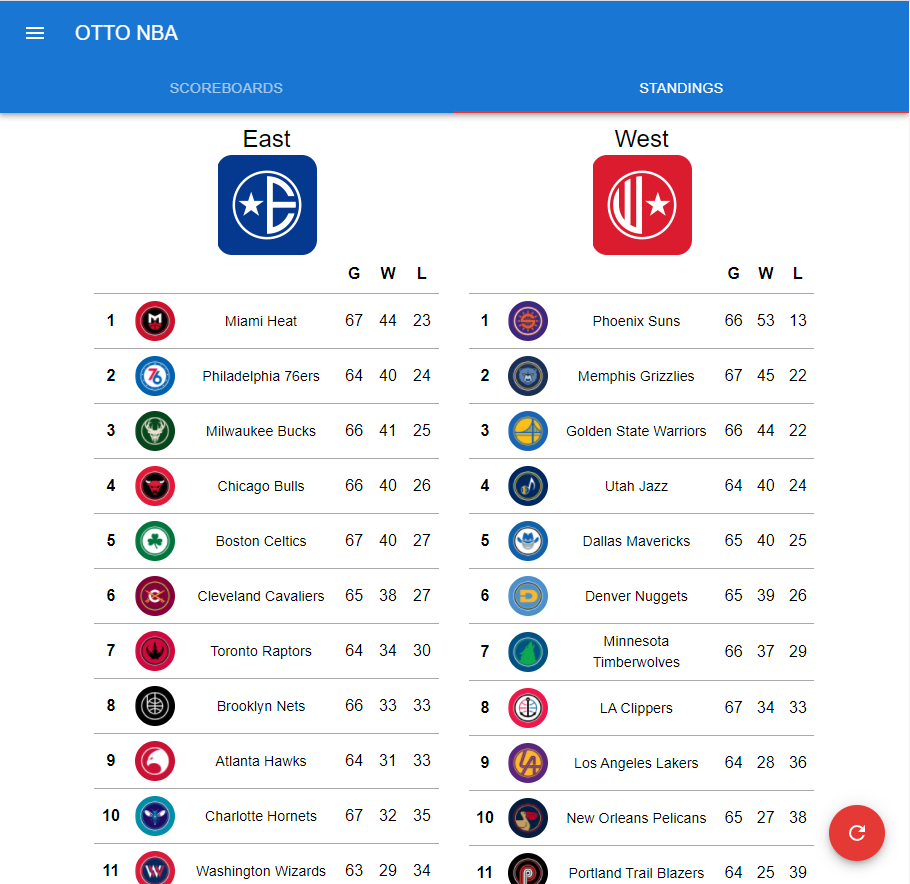 OTTO NBA
SCOREBOARDS STANDINGS
East
G W L
1 Miami Heat 67 44 23
2 76 Philadelphia 76ers 64 40 24
3 Milwaukee Bucks 66 41 25
4 Chicago Bulls 66 40 26
5 Boston Celtics 67 40 27
6 Cleveland Cavaliers 65 38 27
7 Toronto Raptors 64 34 30
8 Brooklyn Nets 66 33 33
9 Atlanta Hawks 64 31 33
10 Charlotte Hornets 67 32 35
11 Washington Wizards 63 29 34
West
G W L
1 Phoenix Suns 66 53 13
2 Memphis Grizzlies 67 45 22
3 Golden State Warriors 66 44 22
4 Utah Jazz 64 40 24
5 Dallas Mavericks 65 40 25
6 Denver Nuggets 65 39 26
7 Minnesota
Timberwolves 66 37 29
8 LA Clippers 67 34 33
9 LA Los Angeles Lakers 64 28 36
10 New Orleans Pelicans 65 27 38
11 Portland Trail Blazers 64 25 39